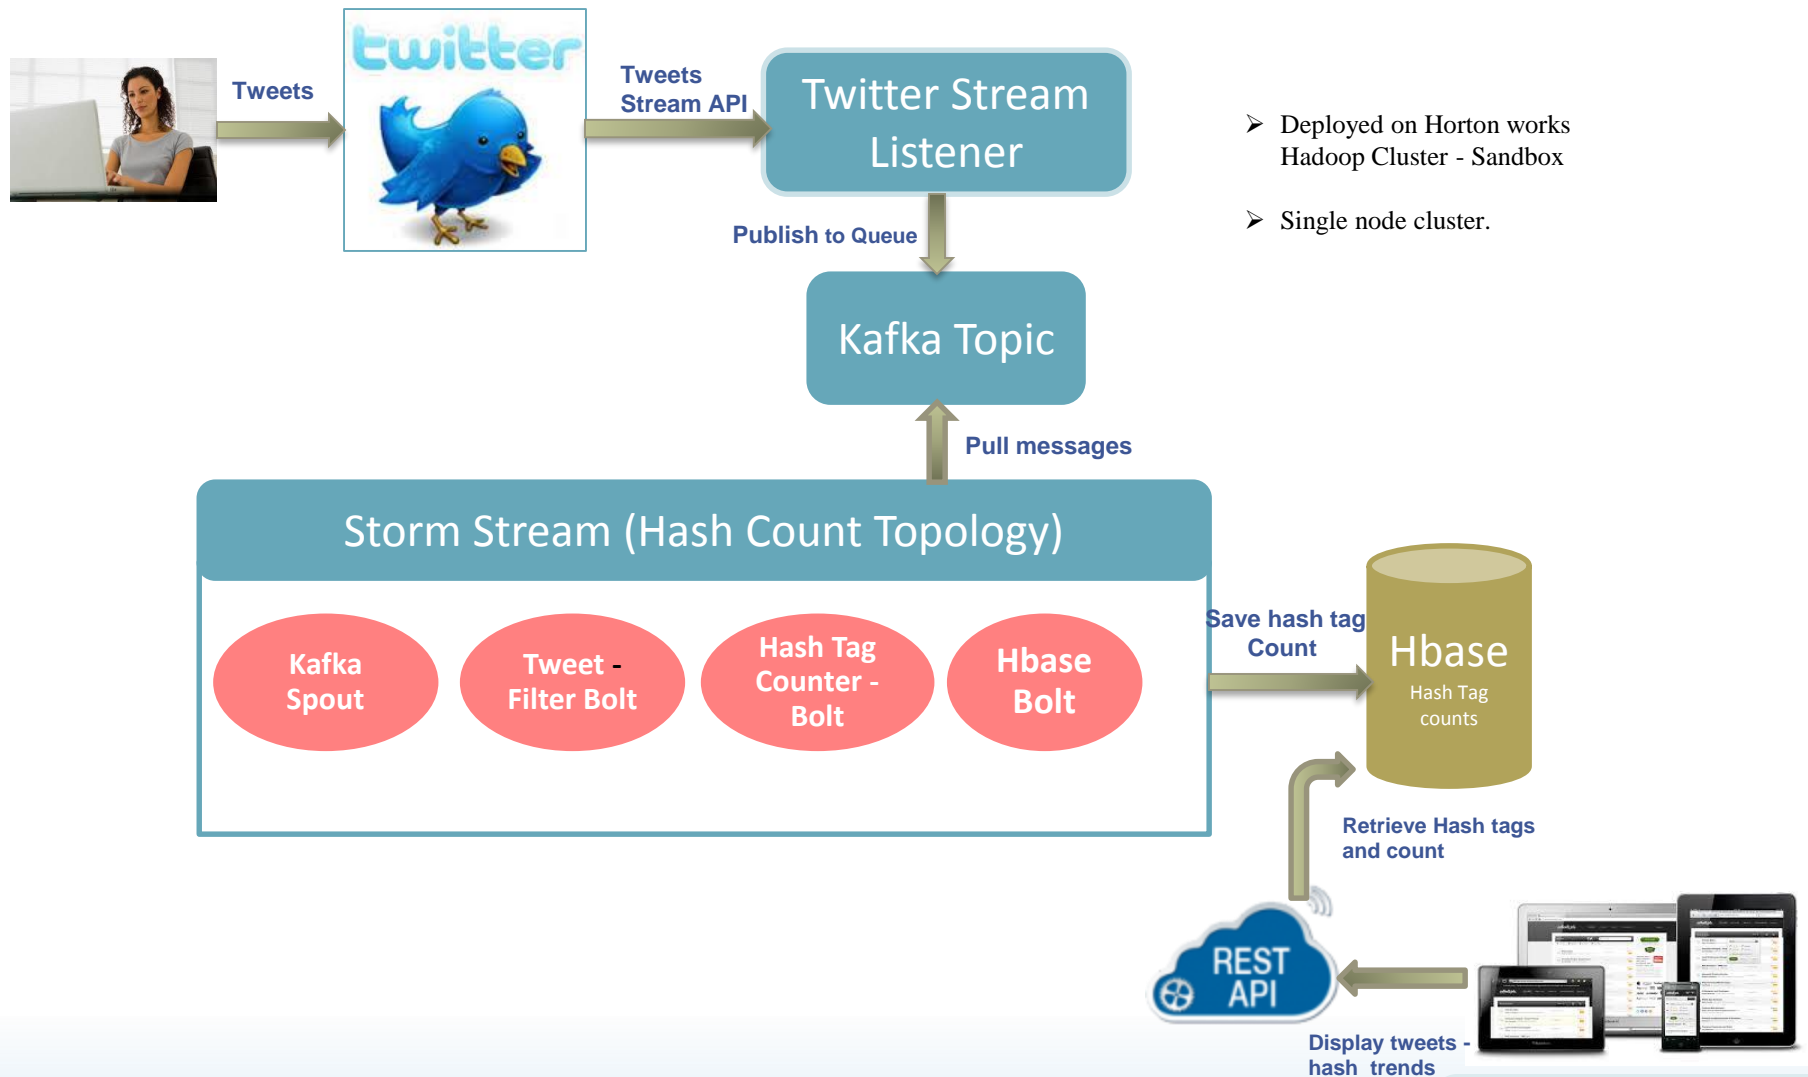 twitter
Tweets
Tweets
Stream API
Twitter Stream
Listener
➢ Deployed on Horton works
Hadoop Cluster - Sandbox
➢ Single node cluster.
Publish to Queue
Kafka Topic
Pull messages
Storm Stream (Hash Count Topology)
Kafka
Spout
Tweet -
Filter Bolt
Hash Tag
Counter -
Bolt
Hbase
Bolt
Save hash tag
Count
Hbase
Hash Tag
counts
Retrieve Hash tags
and count
REST
API
Display tweets -
hash trends